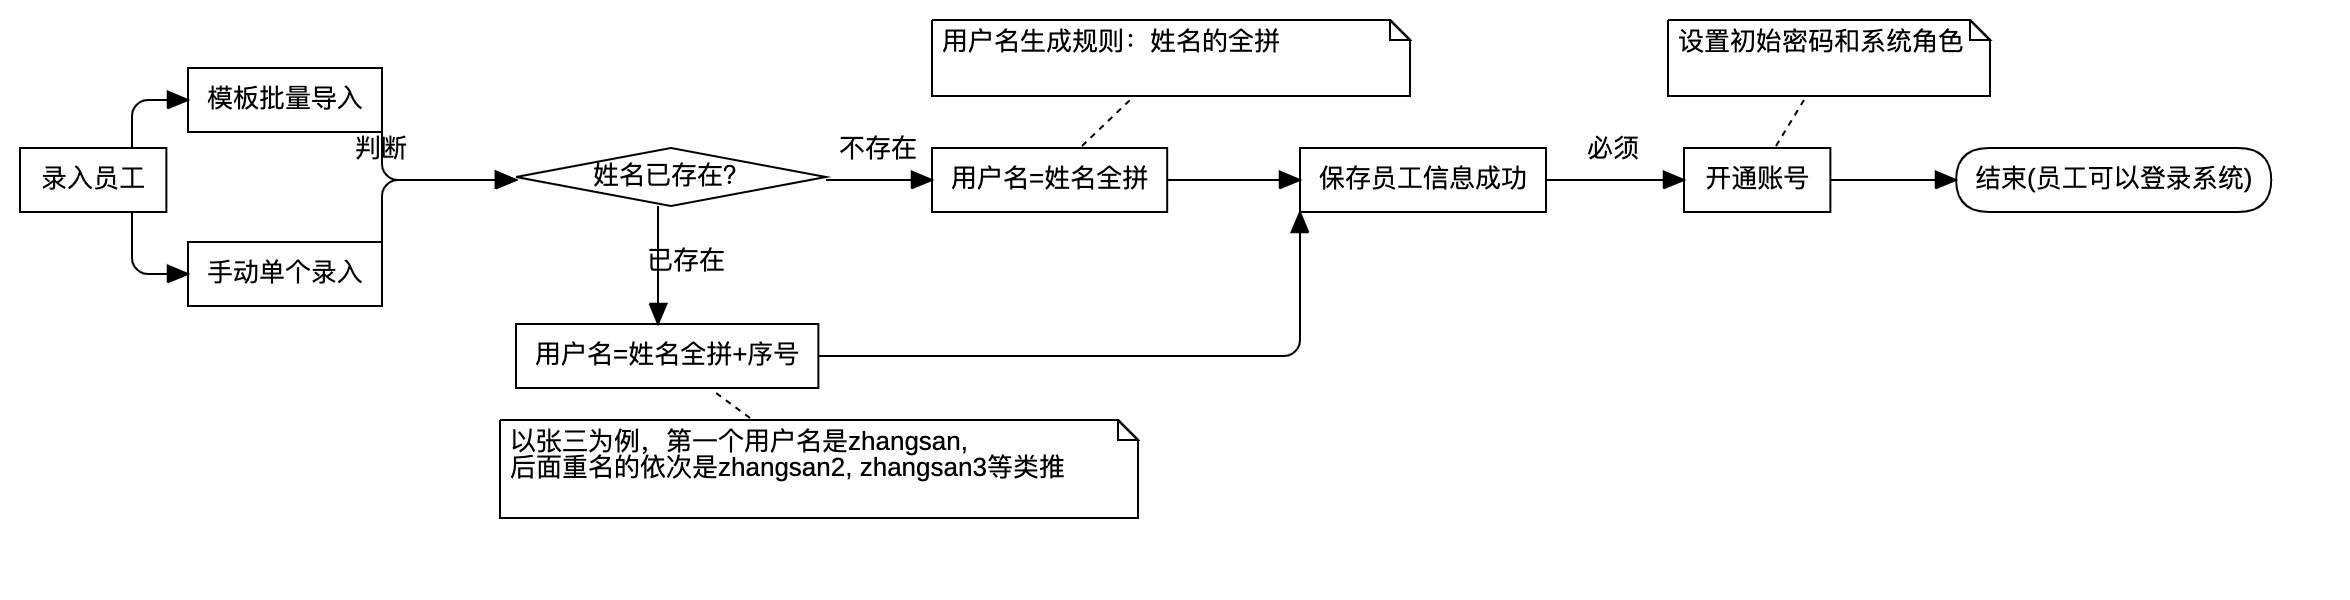 用户名生成规则：姓名的全拼
设置初始密码和系统角色
模板批量导入
判断
录入员工
手动单个录入
姓名已存在?
不存在
用户名=姓名全拼
保存员工信息成功
必须
开通账号
结束(员工可以登录系统)
已存在
用户名=姓名全拼+序号
以张三为例，第一个用户名是zhangsan,
后面重名的依次是zhangsan2, zhangsan3等类推